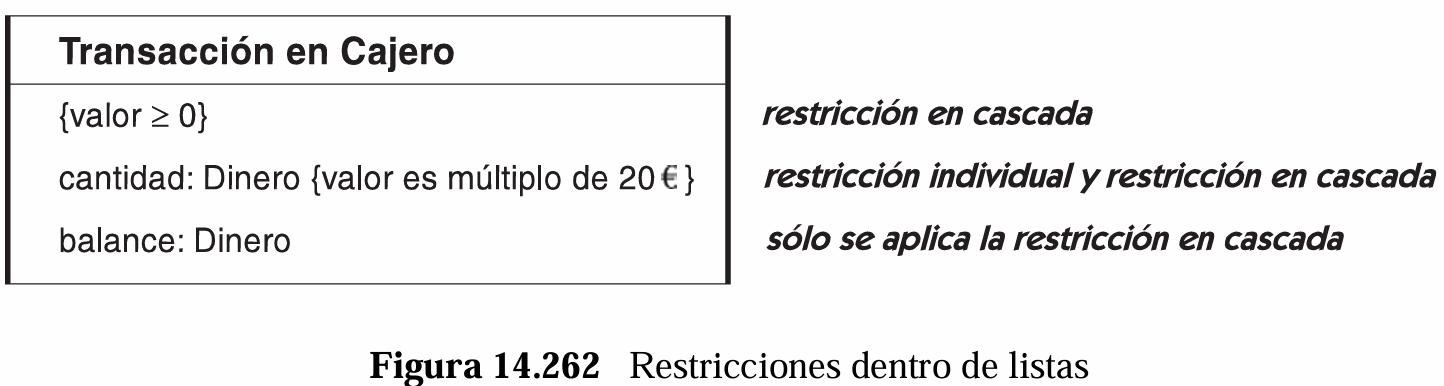 Transacción en Cajero
{valor ≥ 0} restricción en cascada
cantidad: Dinero {valor es múltiplo de 20 € } restricción individual y restricción en cascada
balance: Dinero sólo se aplica la restricción en cascada
Figura 14.262 Restricciones dentro de listas